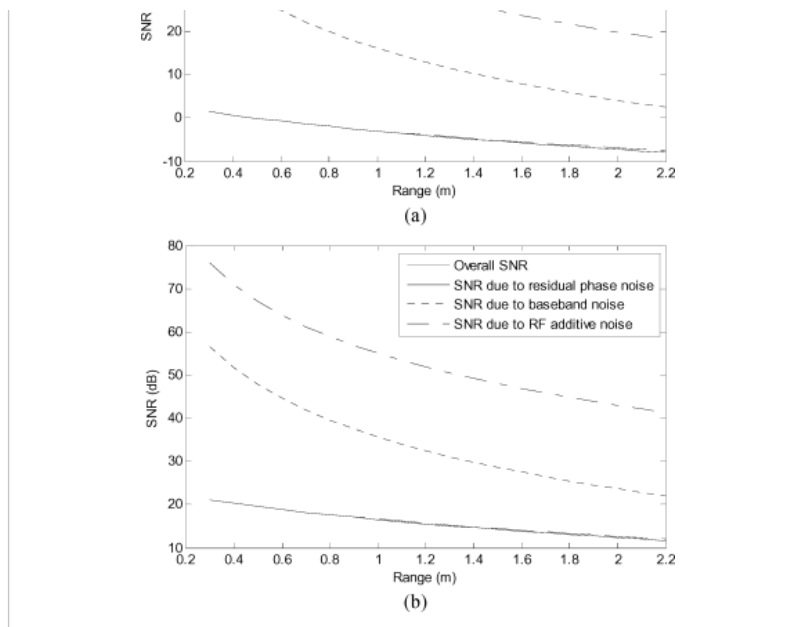 SNR
20
10
0
-10
0.2 0.4 0.6 0.8 1 1.2 1.4 1.6 1.8 2 2.2
Range (m)
(a)
80
70
60
50
40
30
20
10
SNR (dB)
Overall SNR
SNR due to residual phase noise
SNR due to baseband noise
SNR due to RF additive noise
0.2 0.4 0.6 0.8 1 1.2 1.4 1.6 1.8 2 2.2
Range (m)
(b)